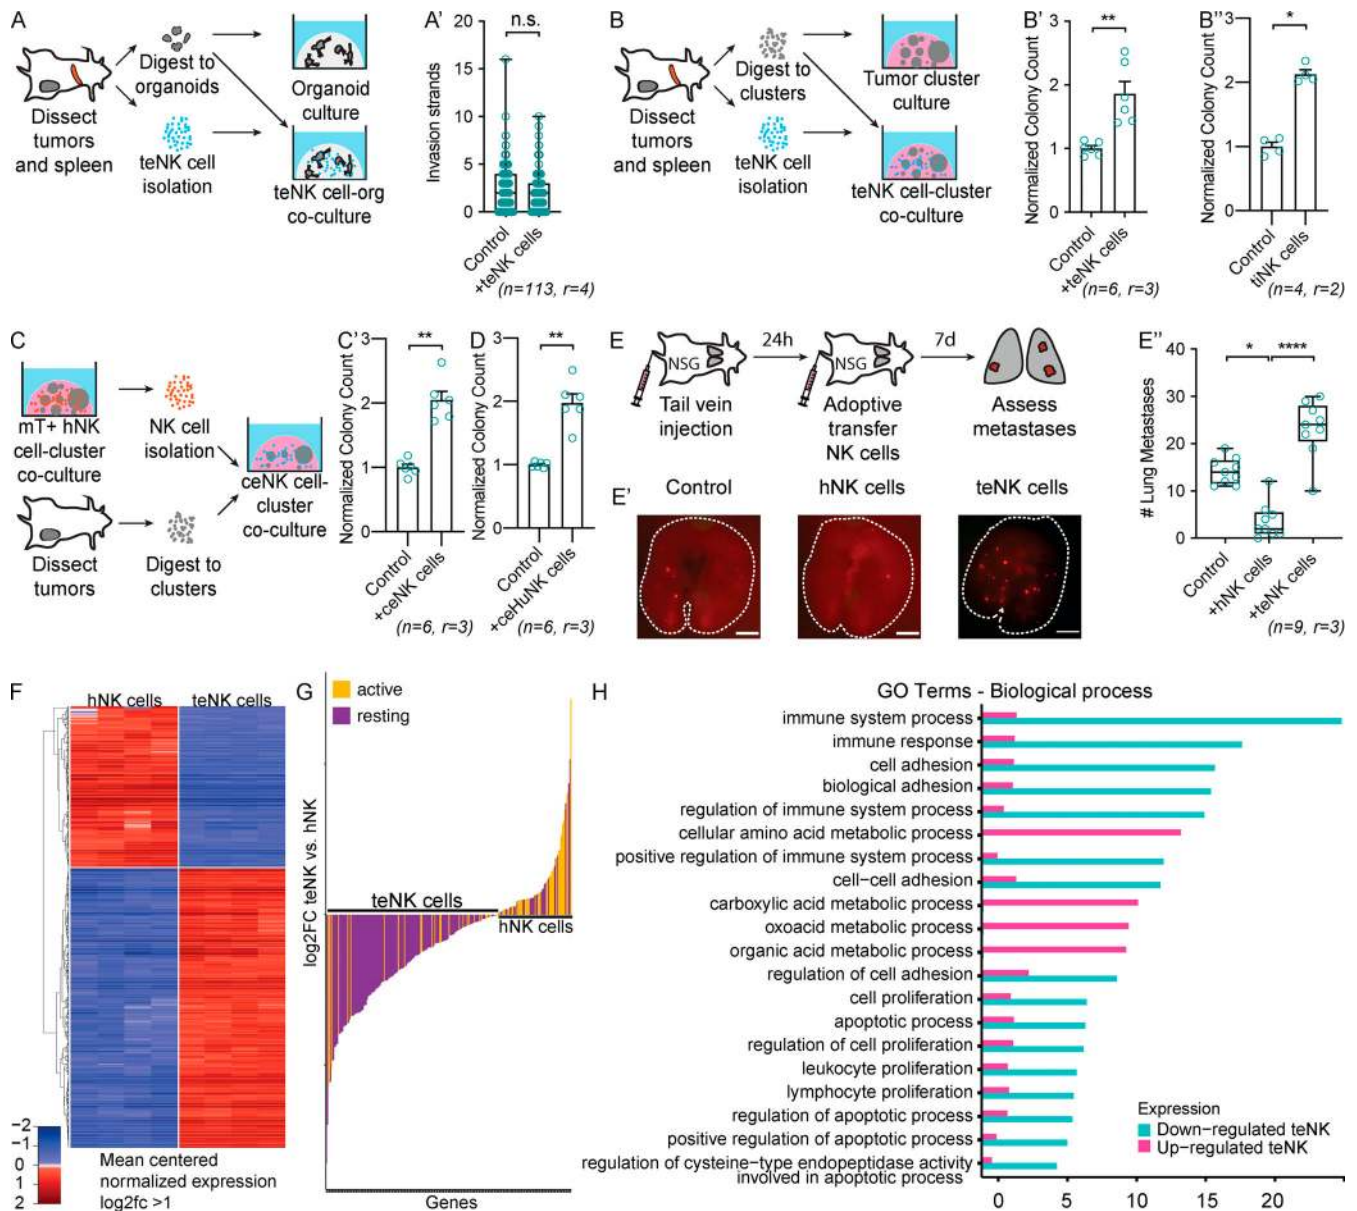 A
Digest to
organoids
Dissect
tumors
and spleen
teNK cell
isolation
Organoid
culture
teNK cell-org
co-culture
A'
n.s.
Invasion strands
20
15
10
5
0
Control
+teNK cells
(n=113, r=4)
B
Digest to
clusters
Dissect
tumors
and spleen
teNK cell
isolation
Tumor cluster
culture
teNK cell-cluster
co-culture
B'
**
Normalized Colony Count
3
2
1
0
Control
+teNK cells
(n=6, r=3)
B''
*
Normalized Colony Count
3
2
1
0
Control
tiNK cells
(n=4, r=2)
C
mT+ hNK
cell-cluster
co-culture
NK cell
isolation
Dissect
tumors
Digest to
clusters
ceNK cell-
cluster
co-culture
C'
**
Normalized Colony Count
3
2
1
0
Control
+ceNK cells
(n=6, r=3)
D
**
Normalized Colony Count
3
2
1
0
Control
+ceHuNK cells
(n=6, r=3)
E
NSG
24h
NSG
7d
Tail vein
injection
Adoptive
transfer
NK cells
Assess
metastases
E'
Control
hNK cells
teNK cells
E''
*
****
# Lung Metastases
40
30
20
10
0
Control
+hNK cells
+teNK cells
(n=9, r=3)
F
hNK cells
teNK cells
-2
-1
0
1
2
Mean centered
normalized expression
log2fc >1
G
active
resting
log2FC teNK vs. hNK
teNK cells
hNK cells
Genes
H
GO Terms - Biological process
immune system process
immune response
cell adhesion
biological adhesion
regulation of immune system process
cellular amino acid metabolic process
positive regulation of immune system process
cell-cell adhesion
carboxylic acid metabolic process
oxoacid metabolic process
organic acid metabolic process
regulation of cell adhesion
cell proliferation
apoptotic process
regulation of cell proliferation
leukocyte proliferation
lymphocyte proliferation
regulation of apoptotic process
positive regulation of apoptotic process
regulation of cysteine-type endopeptidase activity
involved in apoptotic process
Expression
Down-regulated teNK
Up-regulated teNK
0
5
10
15
20